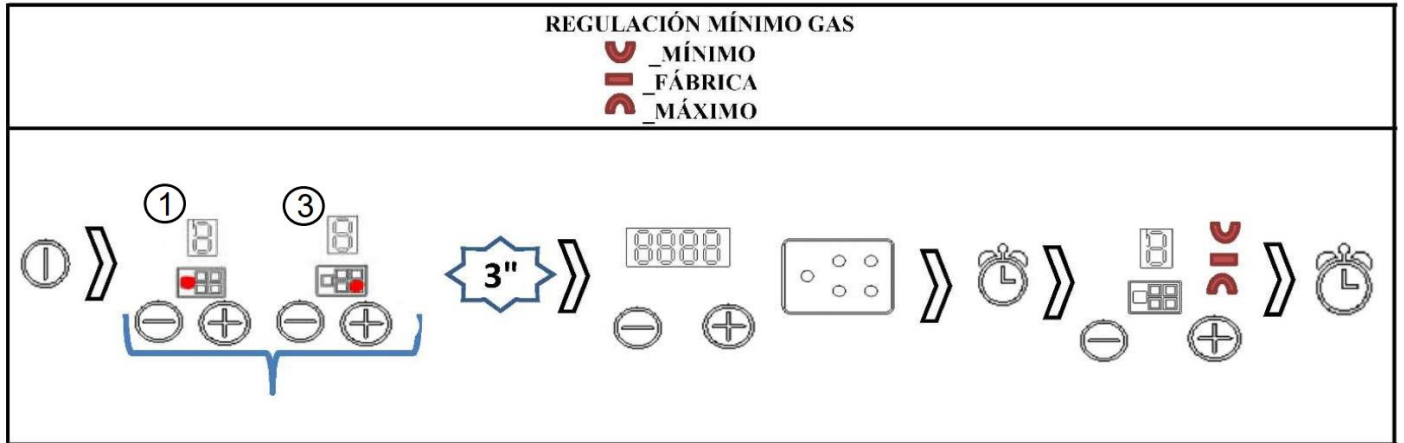 REGULACIÓN MÍNIMO GAS
_MÍNIMO
_FÁBRICA
_MÁXIMO
1 3
3"